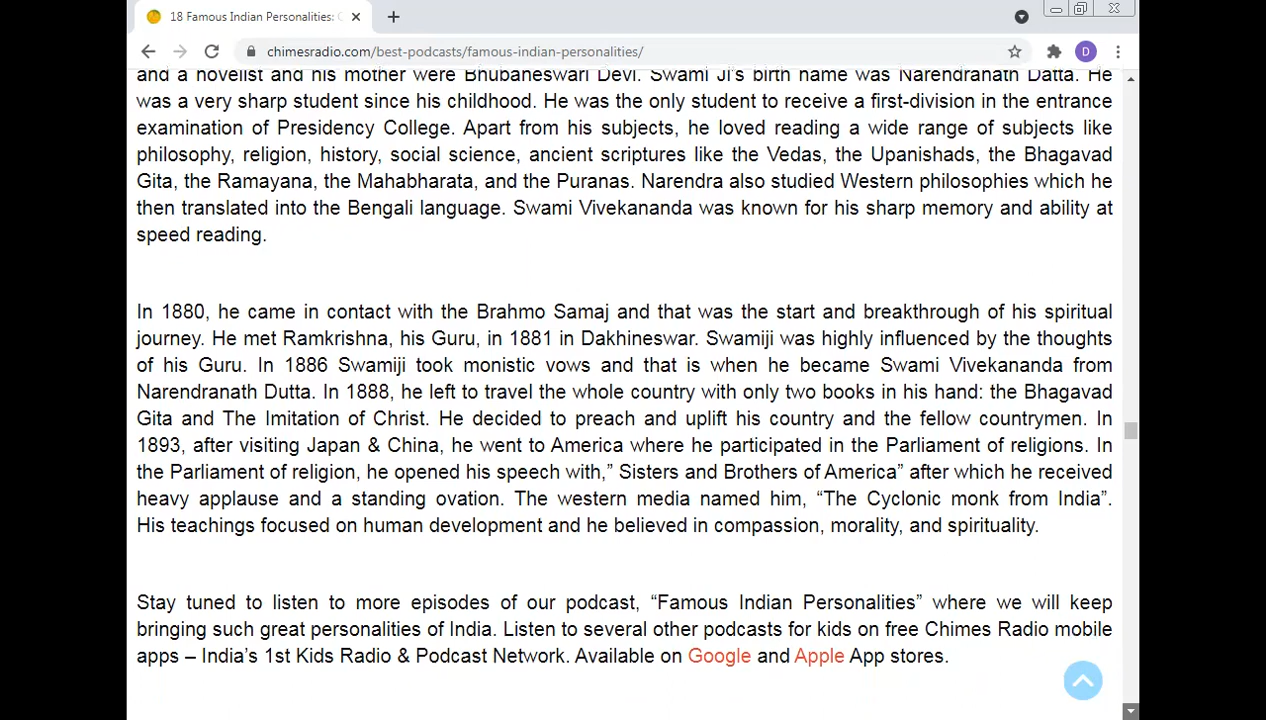 18 Famous Indian Personalities:
chimesradio.com/best-podcasts/famous-indian-personalities/
D
and a novelist and his mother were Bhubaneswari Devi. Swami Ji's birth name was Narendranath Datta. He
was a very sharp student since his childhood. He was the only student to receive a first-division in the entrance
examination of Presidency College. Apart from his subjects, he loved reading a wide range of subjects like
philosophy, religion, history, social science, ancient scriptures like the Vedas, the Upanishads, the Bhagavad
Gita, the Ramayana, the Mahabharata, and the Puranas. Narendra also studied Western philosophies which he
then translated into the Bengali language. Swami Vivekananda was known for his sharp memory and ability at
speed reading.
In 1880, he came in contact with the Brahmo Samaj and that was the start and breakthrough of his spiritual
journey. He met Ramkrishna, his Guru, in 1881 in Dakhineswar. Swamiji was highly influenced by the thoughts
of his Guru. In 1886 Swamiji took monistic vows and that is when he became Swami Vivekananda from
Narendranath Dutta. In 1888, he left to travel the whole country with only two books in his hand: the Bhagavad
Gita and The Imitation of Christ. He decided to preach and uplift his country and the fellow countrymen. In
1893, after visiting Japan & China, he went to America where he participated in the Parliament of religions. In
the Parliament of religion, he opened his speech with,” Sisters and Brothers of America” after which he received
heavy applause and a standing ovation. The western media named him, “The Cyclonic monk from India”.
His teachings focused on human development and he believed in compassion, morality, and spirituality.
Stay tuned to listen to more episodes of our podcast, “Famous Indian Personalities” where we will keep
bringing such great personalities of India. Listen to several other podcasts for kids on free Chimes Radio mobile
apps – India’s 1st Kids Radio & Podcast Network. Available on Google and Apple App stores.